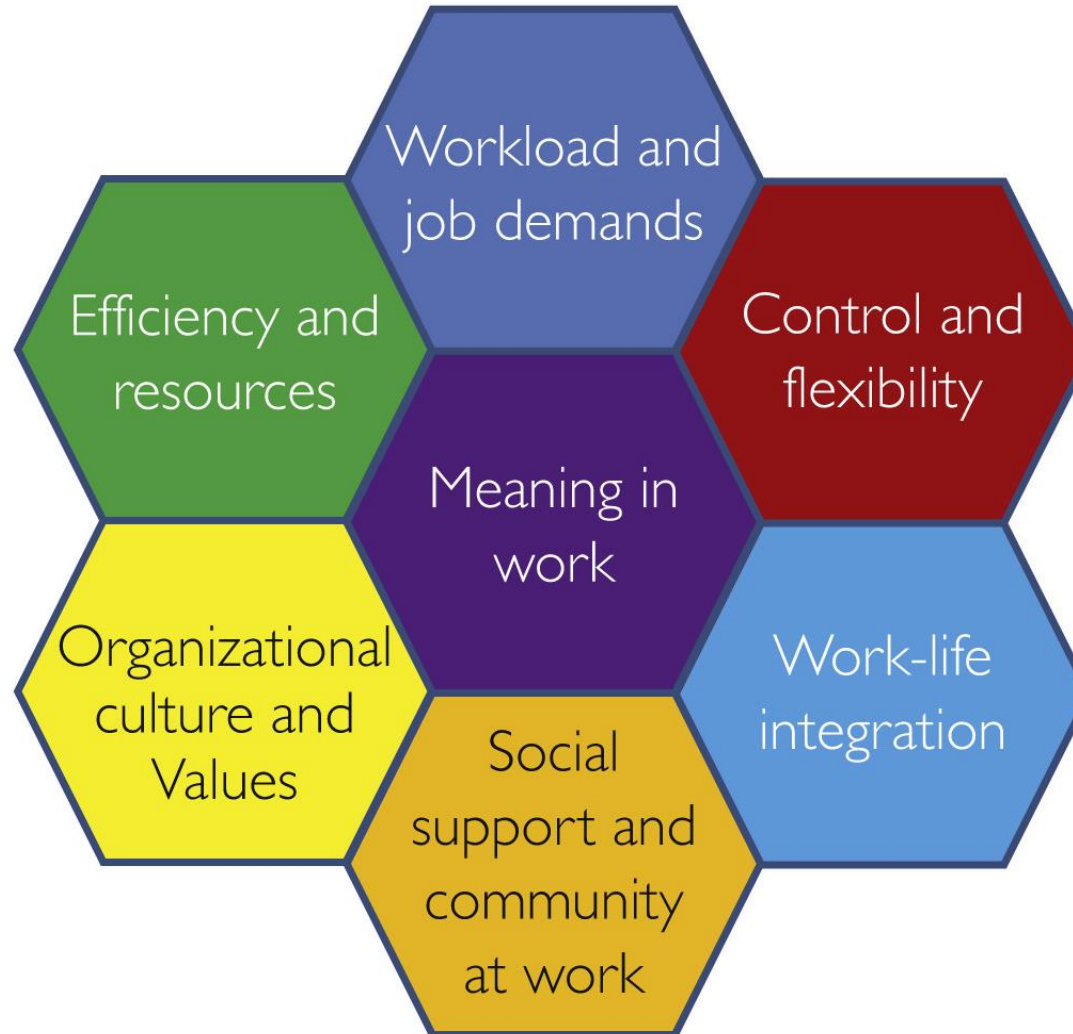 Workload and
job demands
Efficiency and
resources
Control and
flexibility
Meaning in
work
Organizational
culture and
Values
Work-life
integration
Social
support and
community
at work